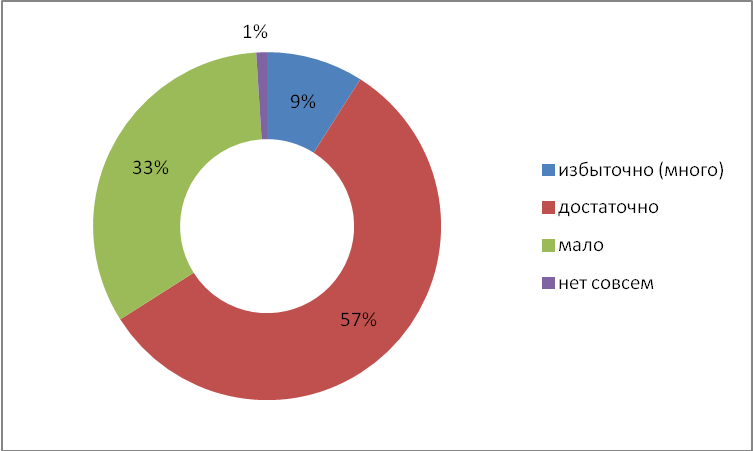 1%
9%
33%
57%
избыточно (много)
достаточно
мало
нет совсем